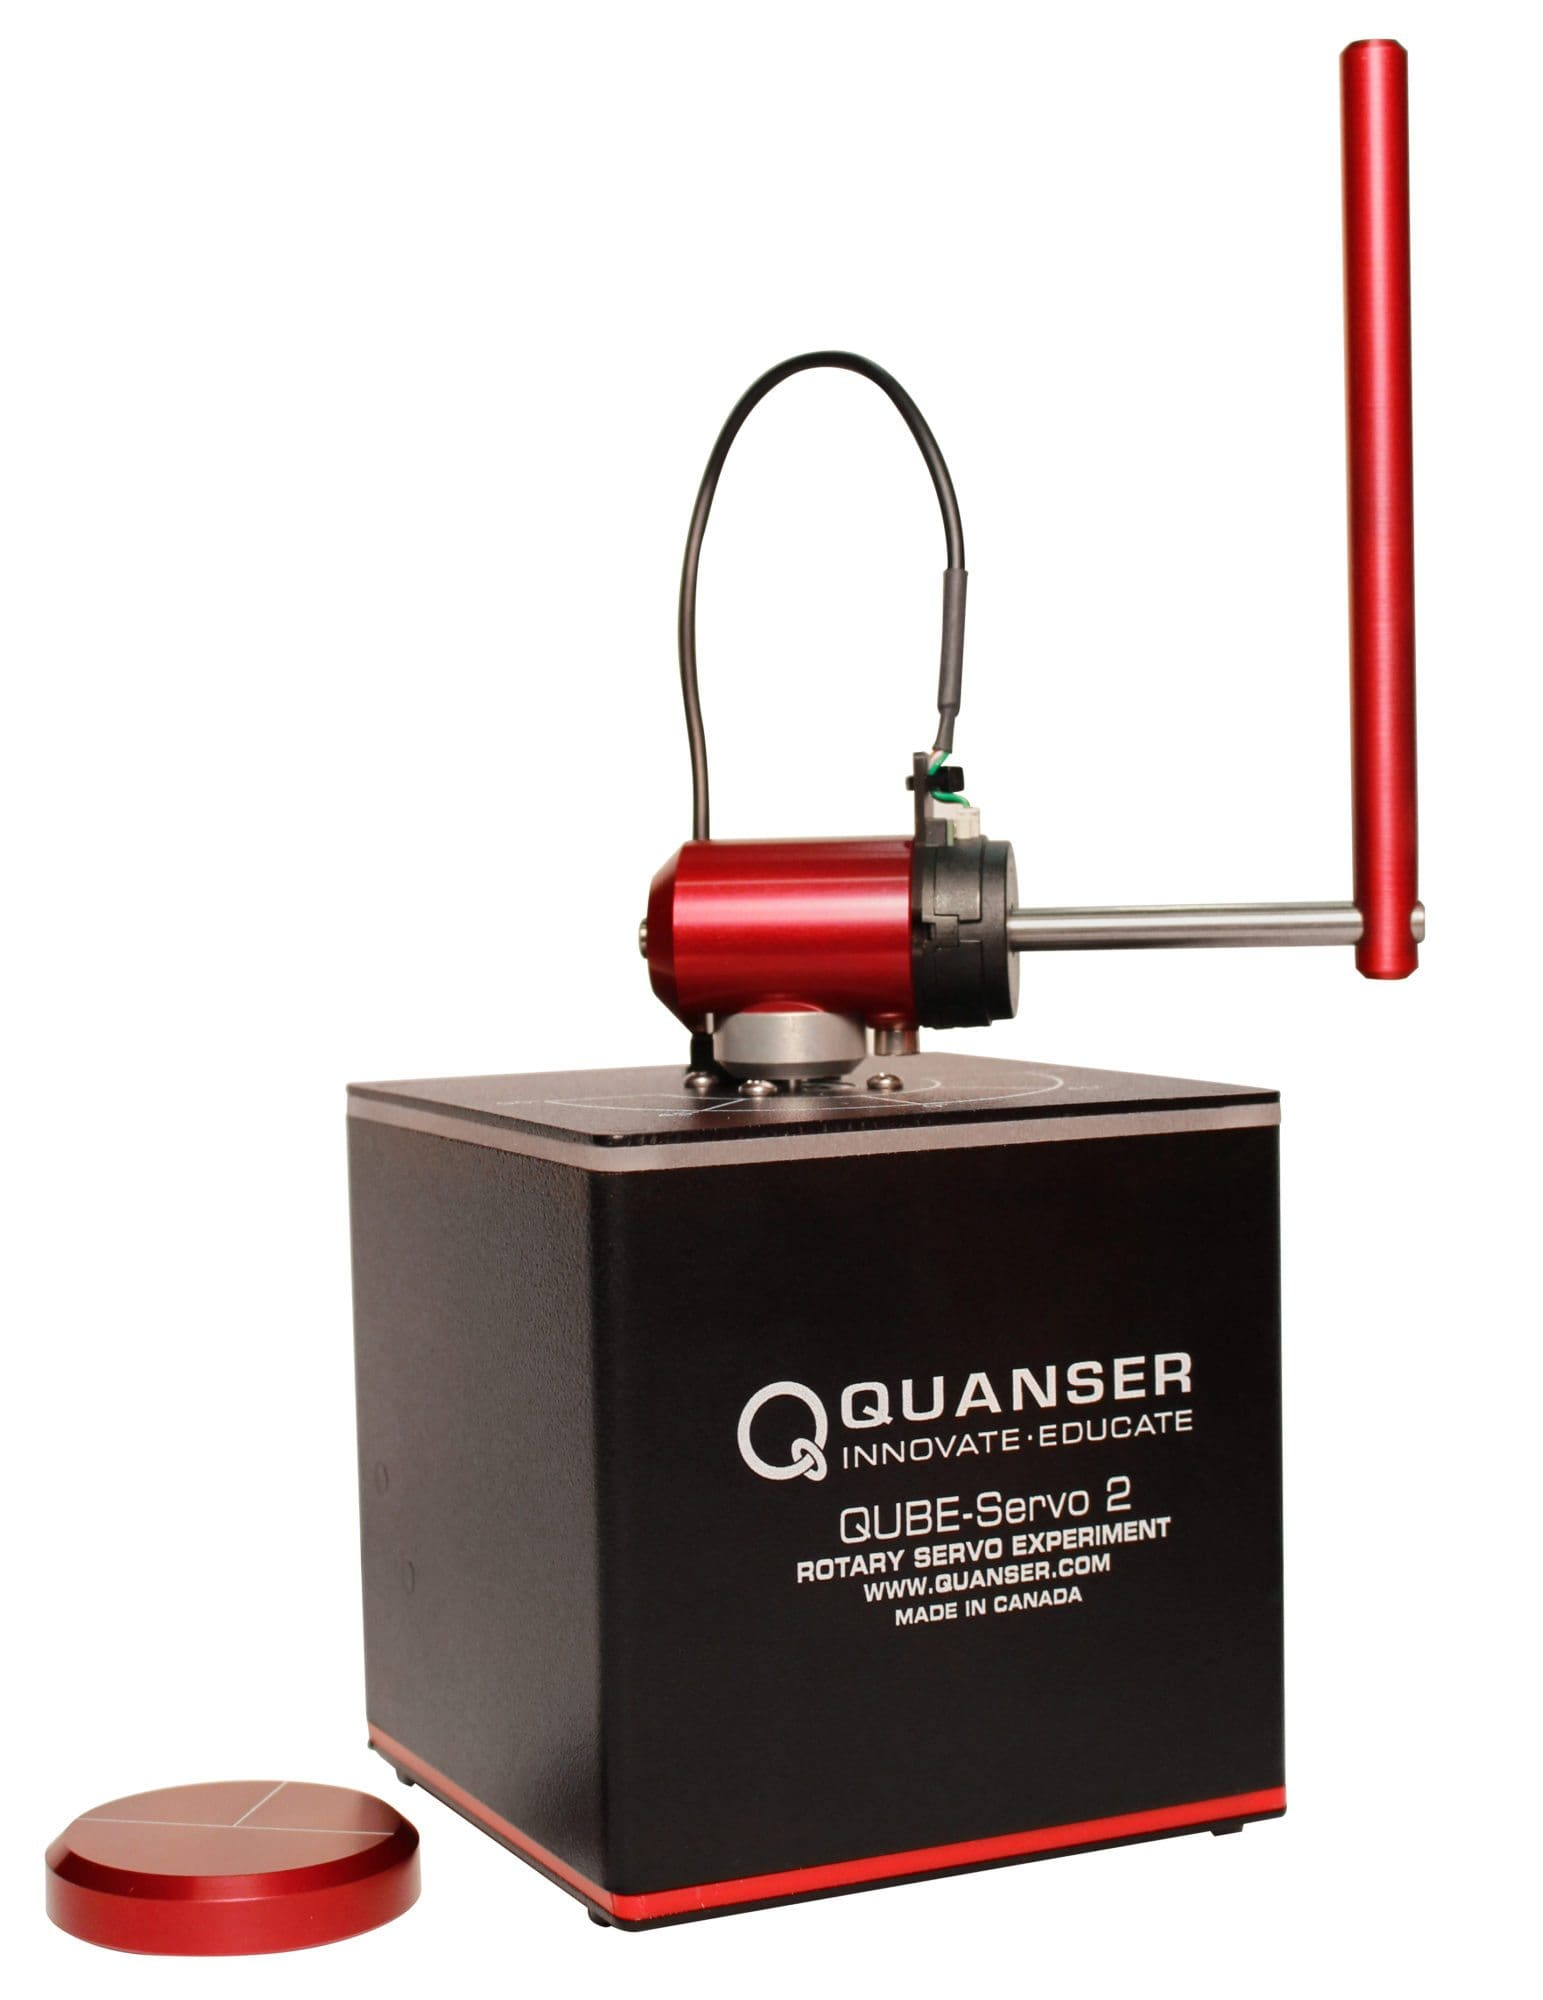 QUANSER
INNOVATE·EDUCATE
QUBE-Servo 2
ROTARY SERVO EXPERIMENT
WWW.QUANSER.COM
MADE IN CANADA